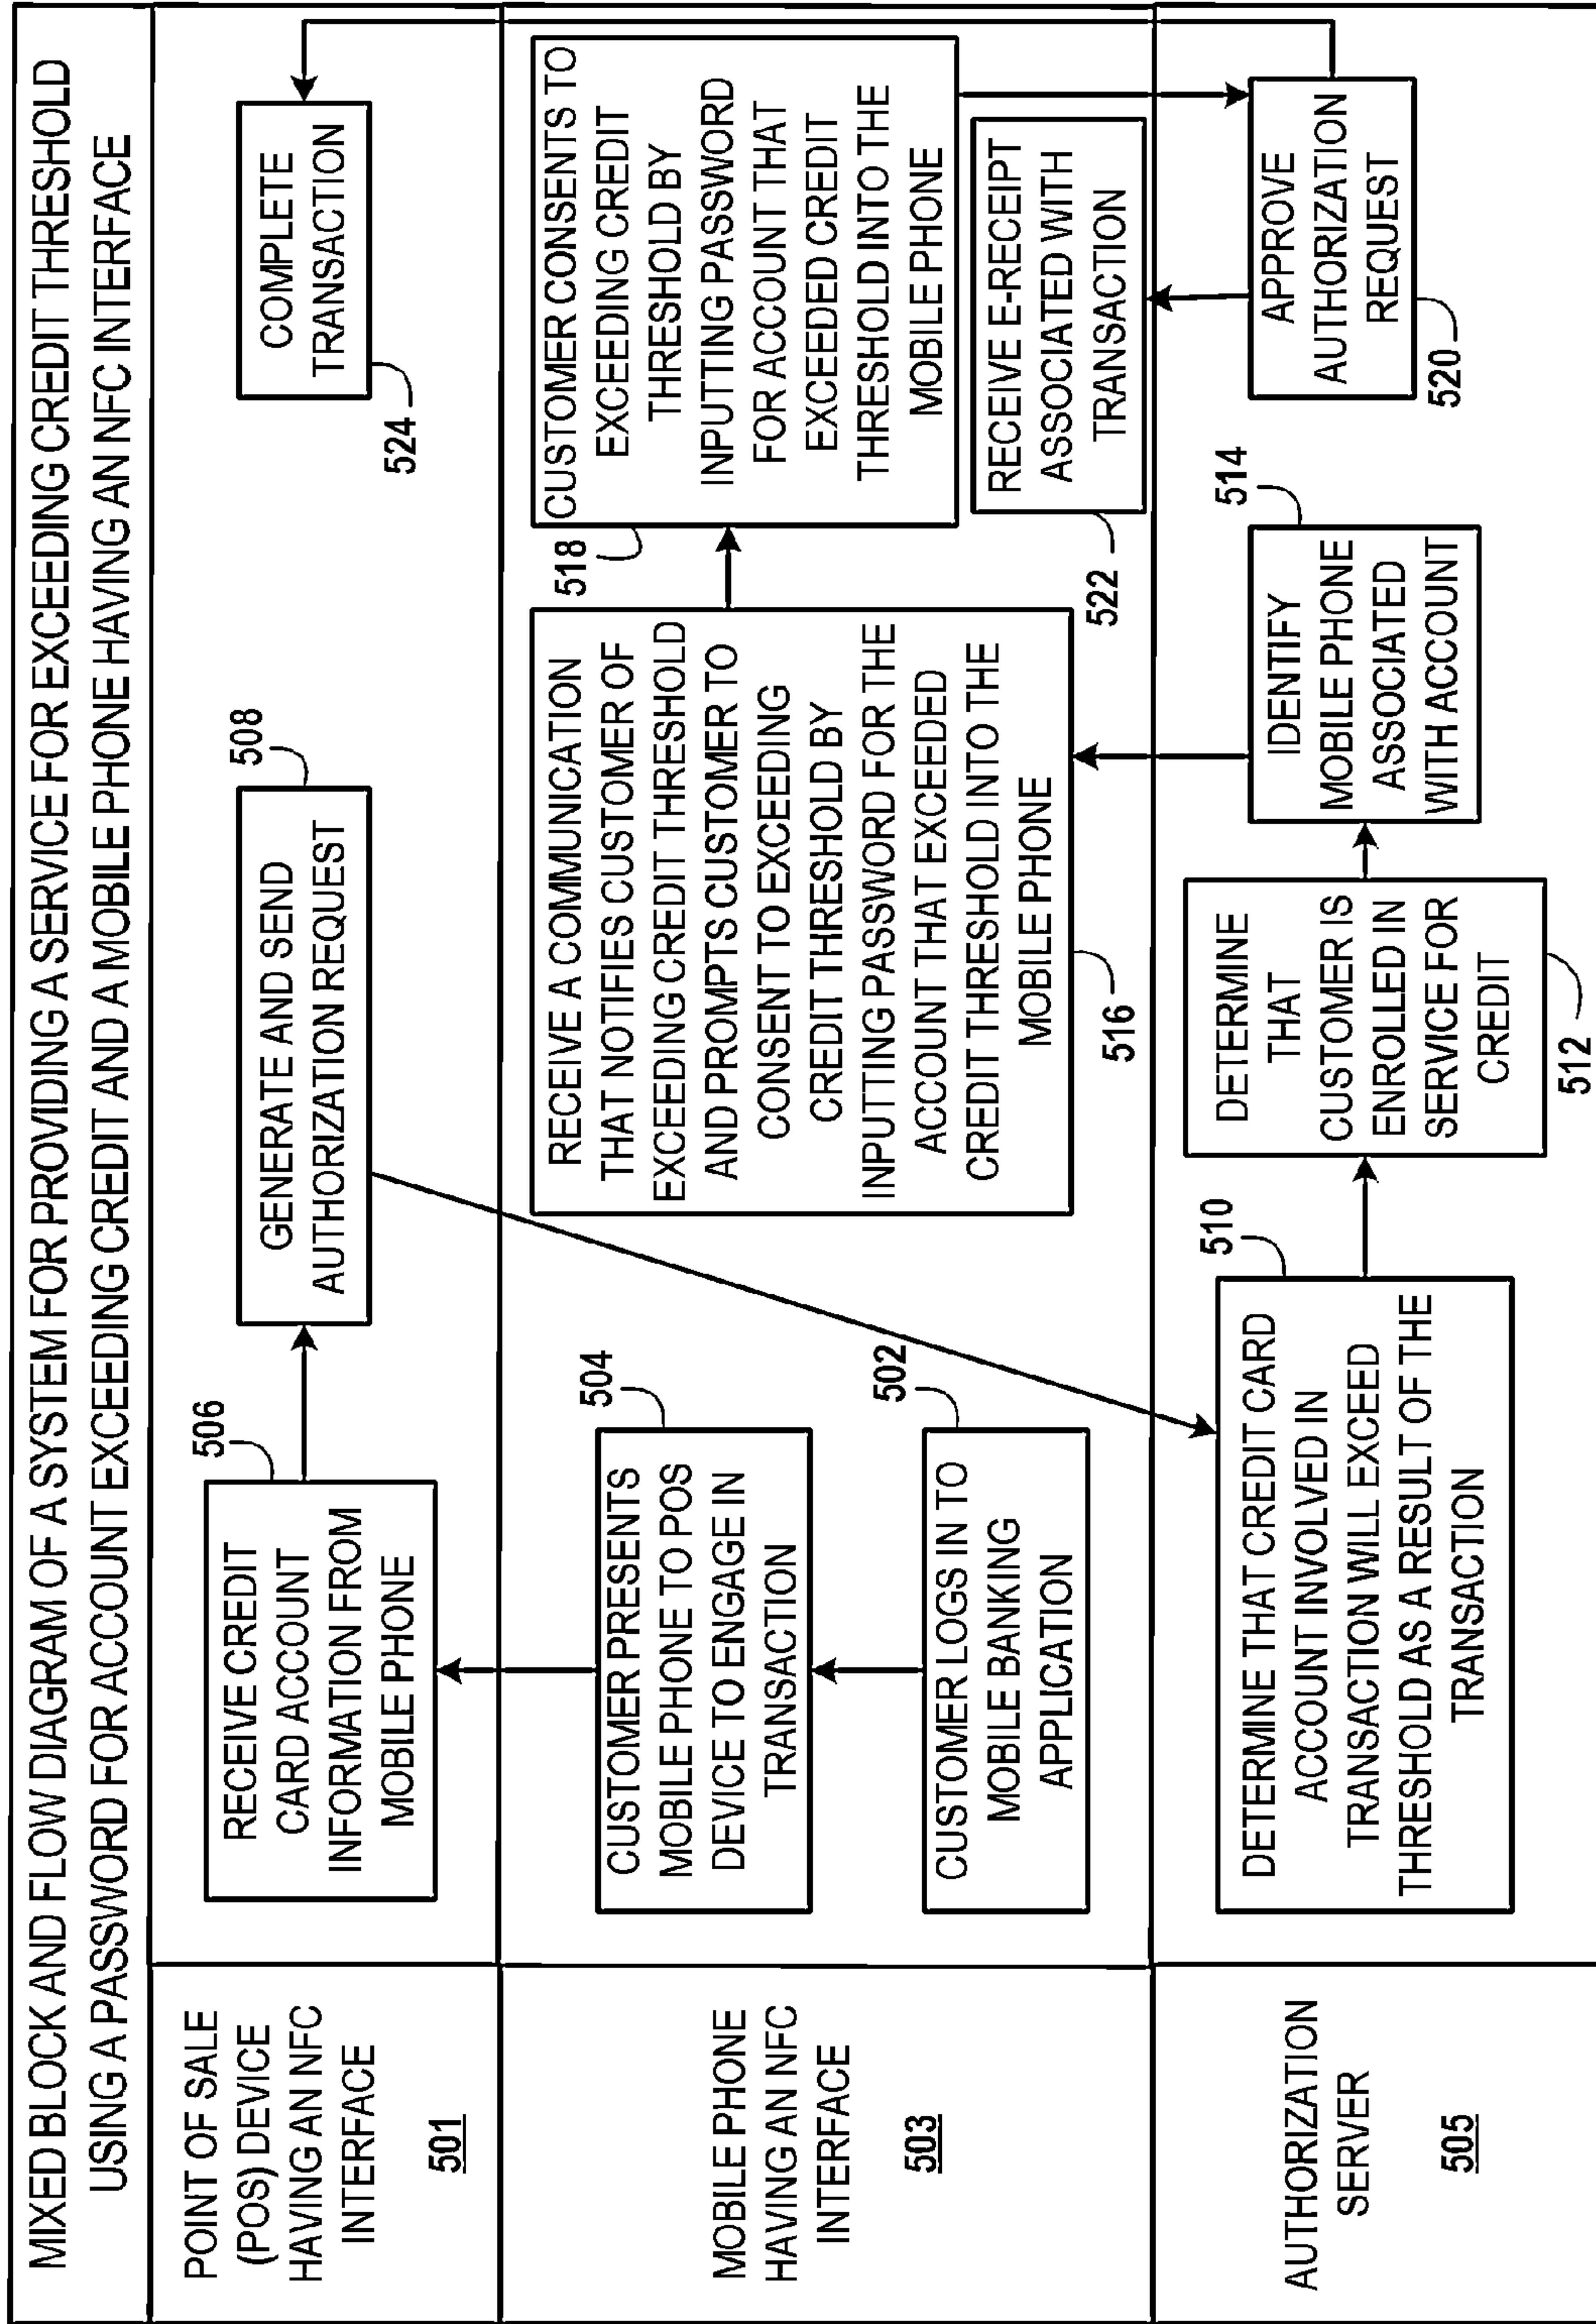 MIXED BLOCK AND FLOW DIAGRAM OF A SYSTEM FOR PROVIDING A SERVICE FOR EXCEEDING CREDIT THRESHOLD
USING A PASSWORD FOR ACCOUNT EXCEEDING CREDIT AND A MOBILE PHONE HAVING AN NFC INTERFACE
POINT OF SALE
(POS) DEVICE
HAVING AN NFC
INTERFACE
501
506
RECEIVE CREDIT
CARD ACCOUNT
INFORMATION FROM
MOBILE PHONE
508
GENERATE AND SEND
AUTHORIZATION REQUEST
COMPLETE
TRANSACTION
524
MOBILE PHONE
HAVING AN NFC
INTERFACE
503
504
CUSTOMER PRESENTS
MOBILE PHONE TO POS
DEVICE TO ENGAGE IN
TRANSACTION
502
CUSTOMER LOGS IN TO
MOBILE BANKING
APPLICATION
RECEIVE A COMMUNICATION
THAT NOTIFIES CUSTOMER OF
EXCEEDING CREDIT THRESHOLD
AND PROMPTS CUSTOMER TO
CONSENT TO EXCEEDING
CREDIT THRESHOLD BY
INPUTTING PASSWORD FOR THE
ACCOUNT THAT EXCEEDED
CREDIT THRESHOLD INTO THE
MOBILE PHONE
516
518
CUSTOMER CONSENTS TO
EXCEEDING CREDIT
THRESHOLD BY
INPUTTING PASSWORD
FOR ACCOUNT THAT
EXCEEDED CREDIT
THRESHOLD INTO THE
MOBILE PHONE
RECEIVE E-RECEIPT
ASSOCIATED WITH
TRANSACTION
522
AUTHORIZATION
SERVER
505
510
DETERMINE THAT CREDIT CARD
ACCOUNT INVOLVED IN
TRANSACTION WILL EXCEED
THRESHOLD AS A RESULT OF THE
TRANSACTION
DETERMINE
THAT
CUSTOMER IS
ENROLLED IN
SERVICE FOR
CREDIT
512
514
IDENTIFY
MOBILE PHONE
ASSOCIATED
WITH ACCOUNT
APPROVE
AUTHORIZATION
REQUEST
520